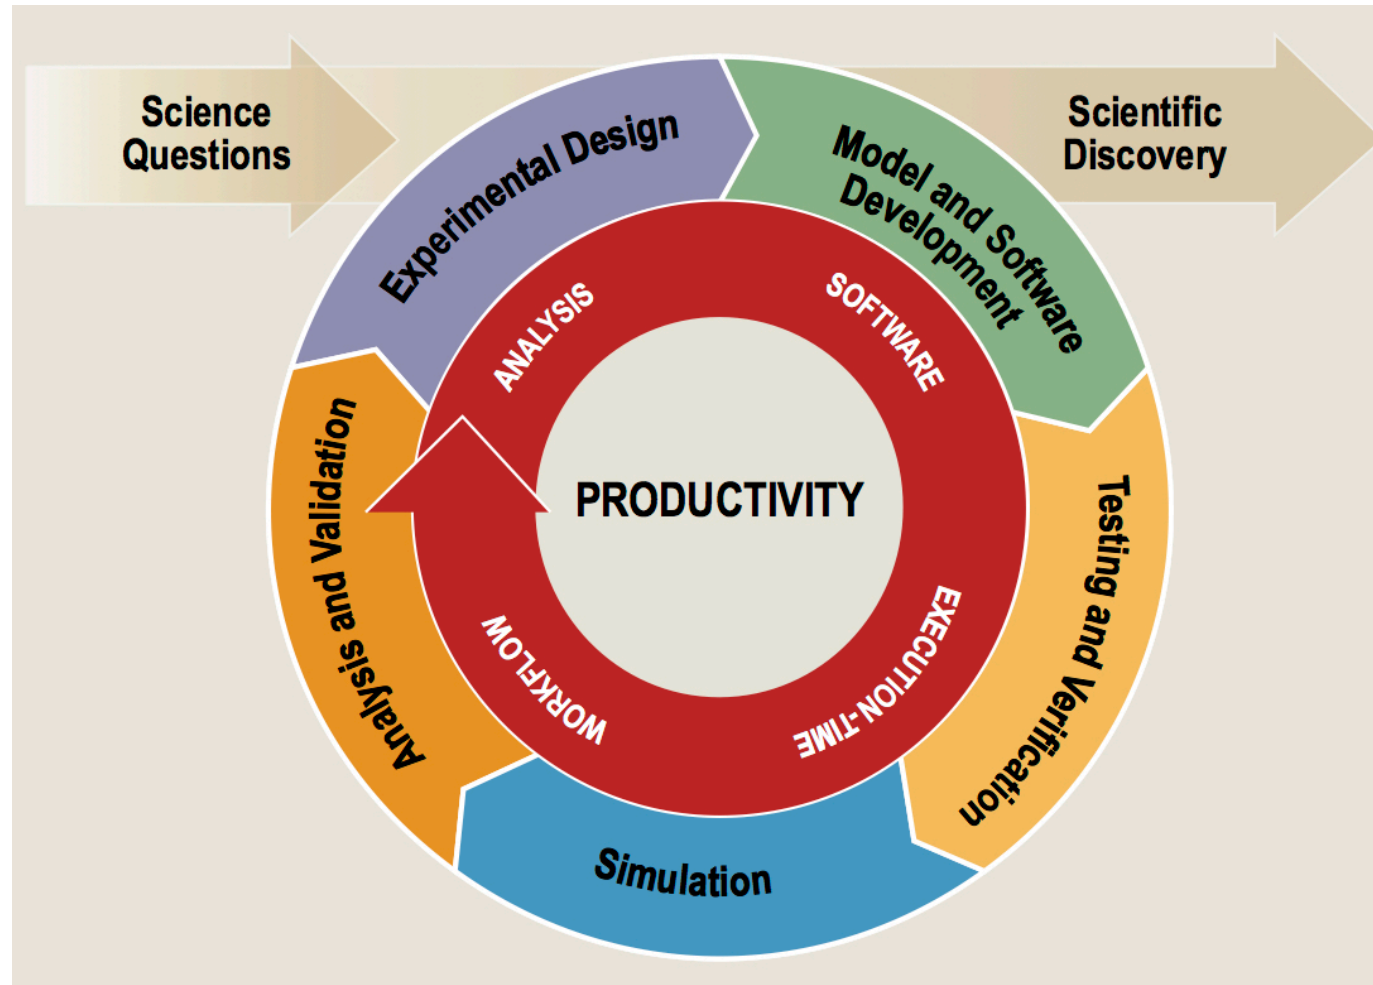 Science
Questions
Scientific
Discovery
Experimental Design
Model and Software
Development
Testing and Verification
Simulation
Analysis and Validation
ANALYSIS
SOFTWARE
EXECUTION-TIME
WORKFLOW
PRODUCTIVITY